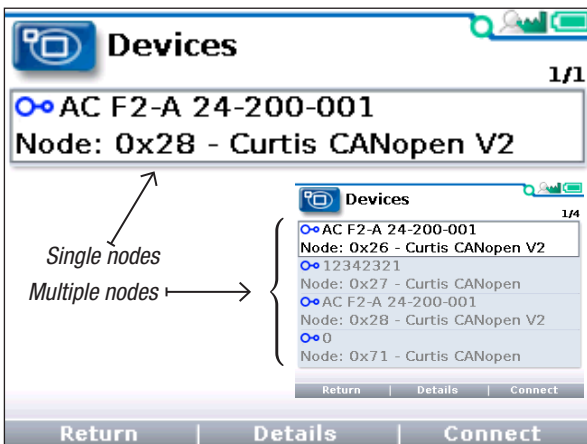 Devices
1/1
AC F2-A 24-200-001
Node: 0x28 - Curtis CANopen V2
Single nodes
Multiple nodes
Devices
1/4
AC F2-A 24-200-001
Node: 0x26 - Curtis CANopen V2
12342321
Node: 0x27 - Curtis CANopen
AC F2-A 24-200-001
Node: 0x28 - Curtis CANopen V2
0
Node: 0x71 - Curtis CANopen
Return | Details | Connect
Return | Details | Connect